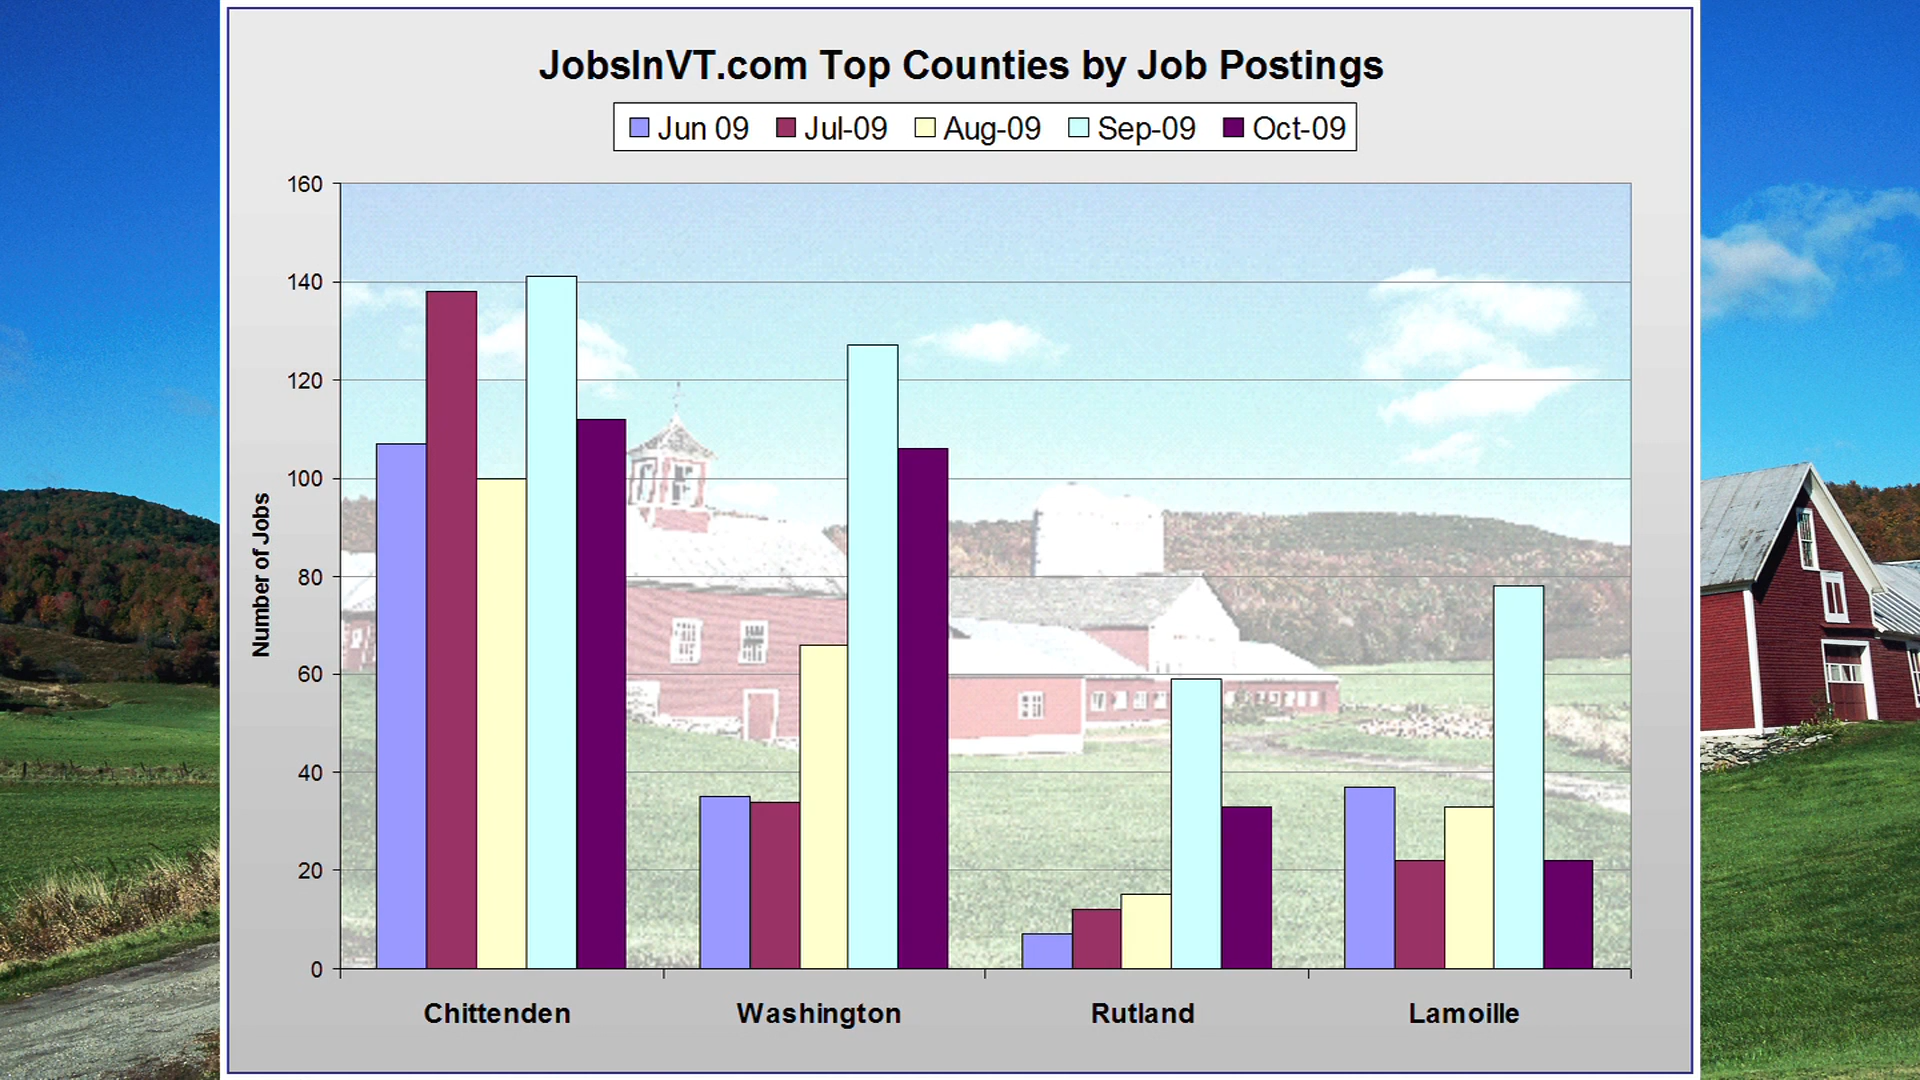 JobsInVT.com Top Counties by Job Postings
Jun 09 Jul-09 Aug-09 Sep-09 Oct-09
160
140
120
100
80
60
40
20
0
Number of Jobs
Chittenden Washington Rutland Lamoille